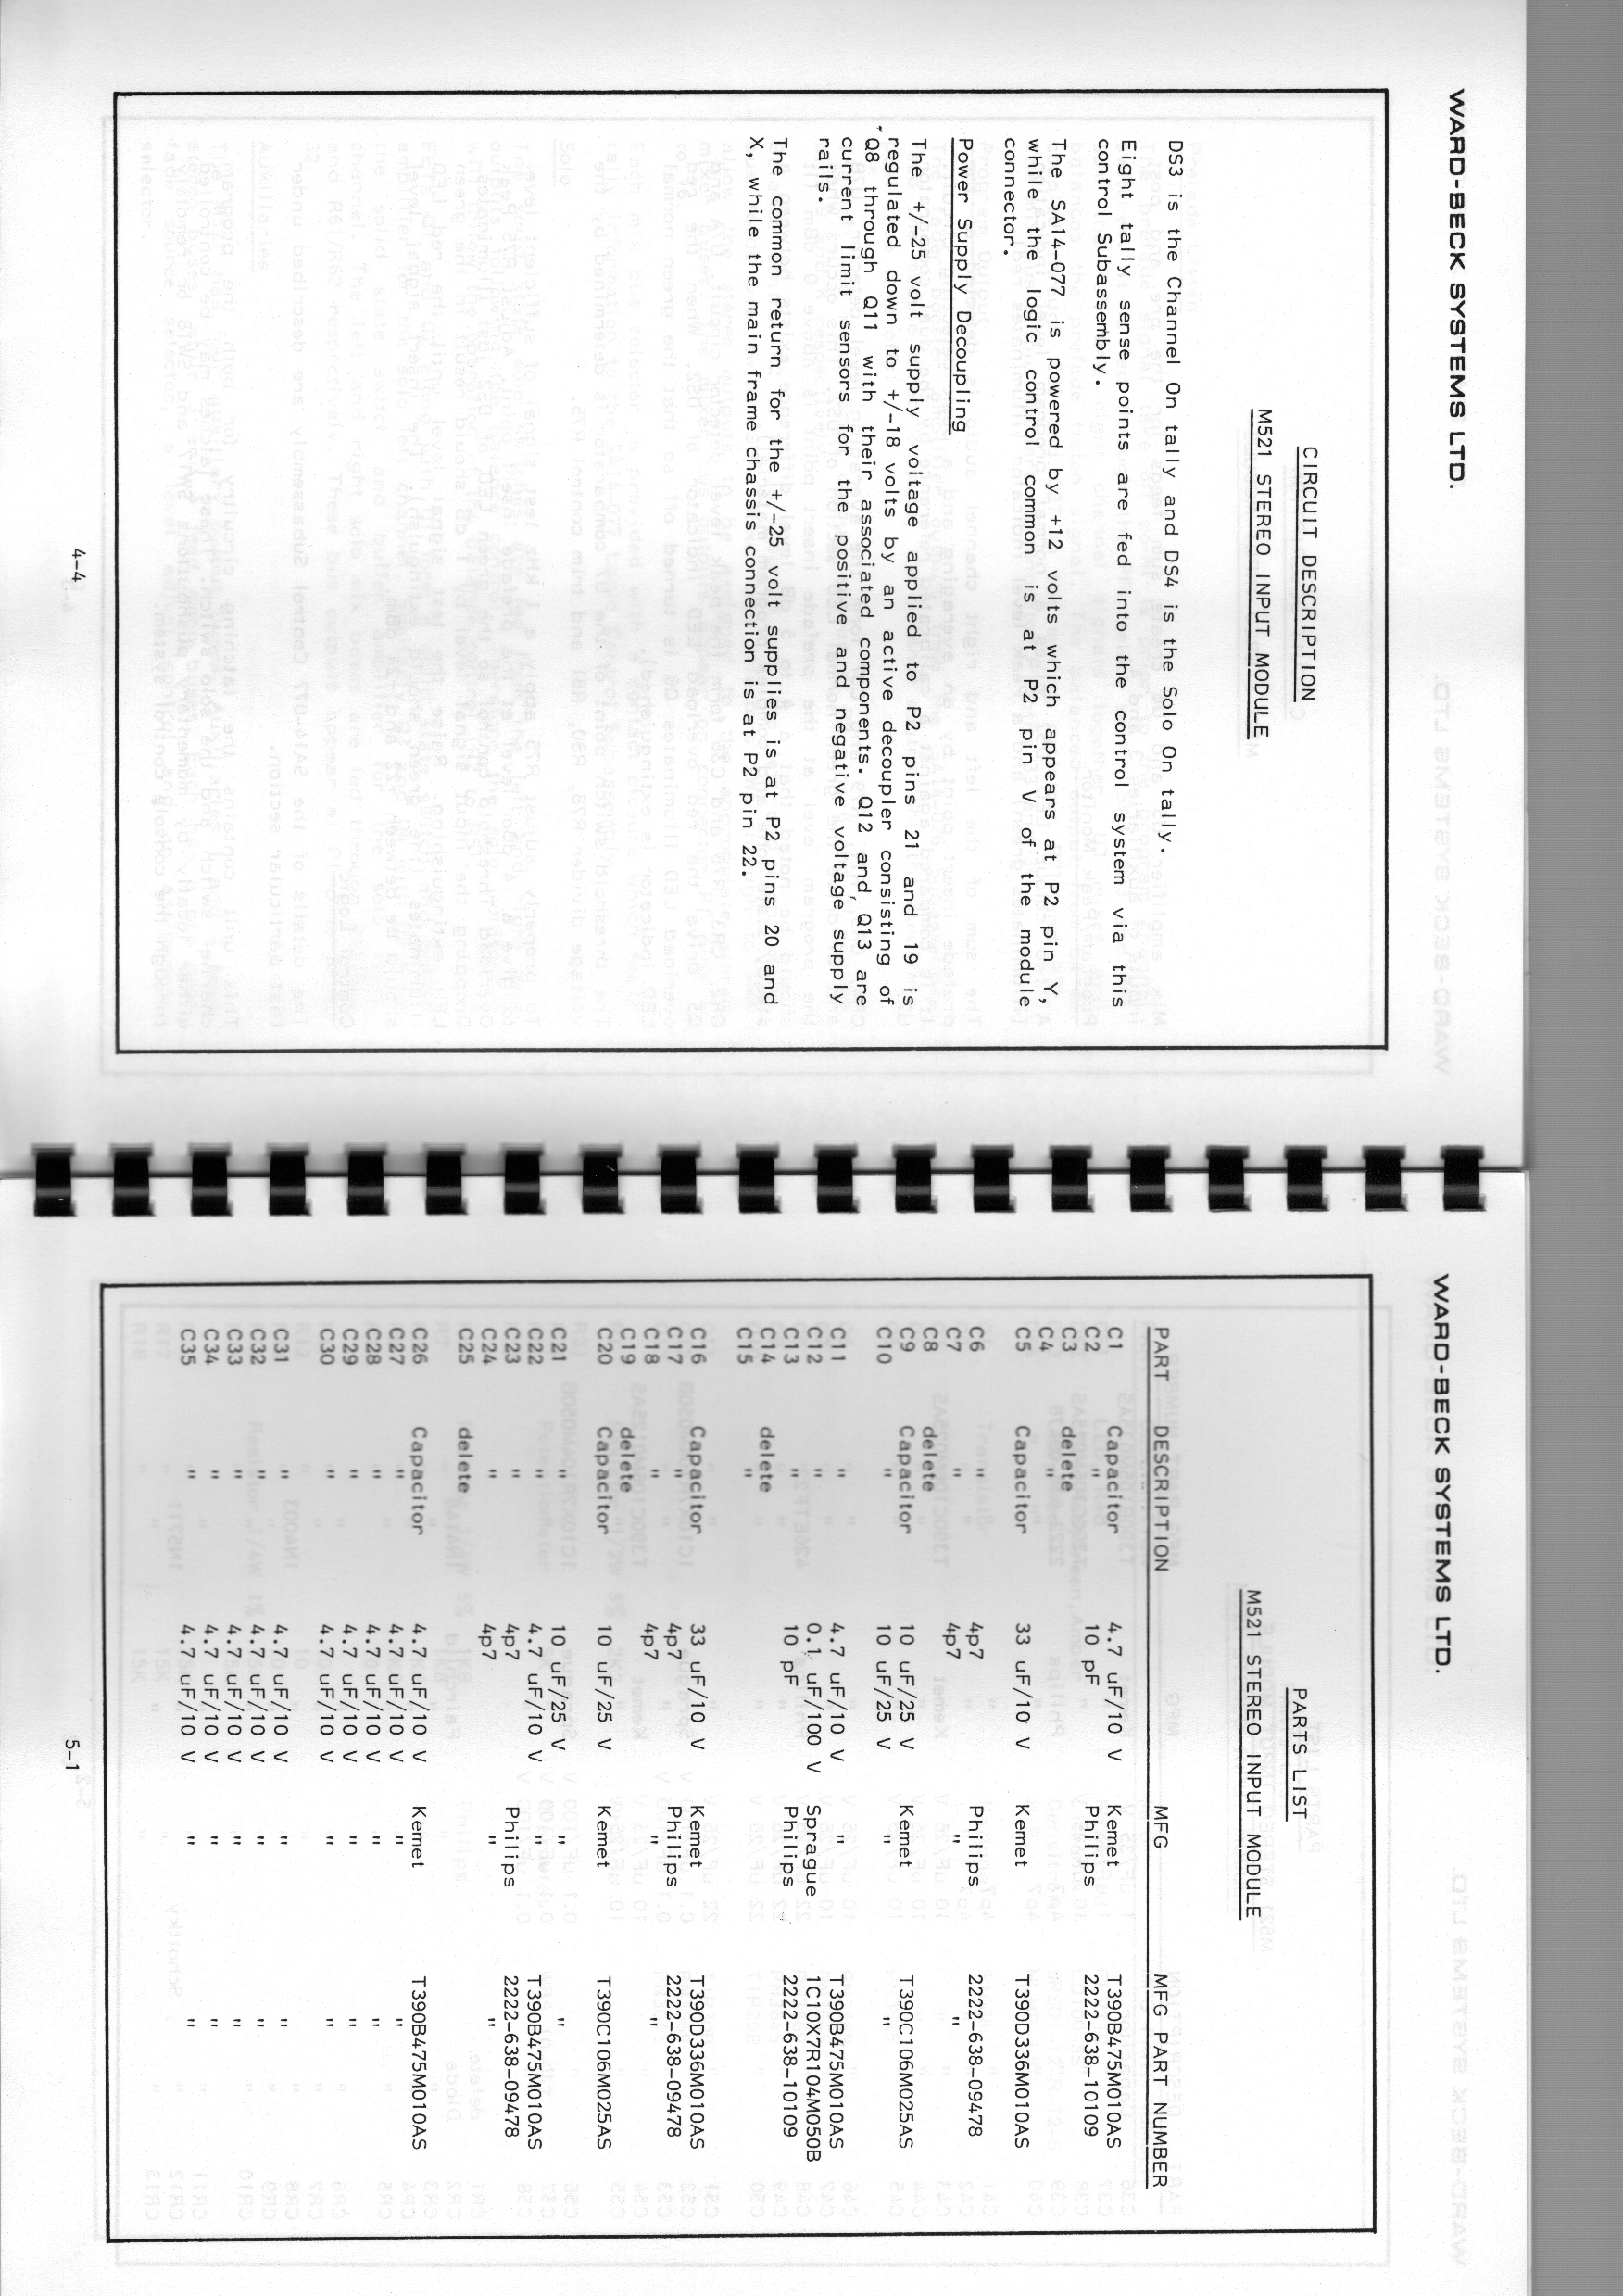 WARD-BECK SYSTEMS LTD.
CIRCUIT DESCRIPTION
M521 STEREO INPUT MODULE
DS3 is the Channel On tally and DS4 is the Solo On tally.
Eight tally sense points are fed into the control system via this
control Subassembly.
The SA14-077 is powered by +12 volts which appears at P2 pin Y,
while the logic control common is at P2 pin V of the module
connector.
Power Supply Decoupling
The +/-25 volt supply voltage applied to P2 pins 21 and 19 is
regulated down to +/-18 volts by an active decoupler consisting of
Q8 through Q11 with their associated components. Q12 and Q13 are
current limit sensors for the positive and negative voltage supply
rails.
The common return for the +/-25 volt supplies is at P2 pins 20 and
X, while the main frame chassis connection is at P2 pin 22.
4-4
WARD-BECK SYSTEMS LTD.
PARTS LIST
M521 STEREO INPUT MODULE
PART DESCRIPTION MFG MFG PART NUMBER
C1 Capacitor 4.7 uF/10 V Kemet T390B475M010AS
C2 " 10 pF Philips 2222-638-10109
C3 delete
C4 "
C5 Capacitor 33 uF/10 V Kemet T390D336M010AS
C6 " 4p7 Philips 2222-638-09478
C7 " 4p7 " "
C8 delete
C9 Capacitor 10 uF/25 V Kemet T390C106M025AS
C10 " 10 uF/25 V " "
C11 " 4.7 uF/10 V " T390B475M010AS
C12 " 0.1 uF/100 V Sprague 1C10X7R104M050B
C13 " 10 pF Philips 2222-638-10109
C14 delete
C15 "
C16 Capacitor 33 uF/10 V Kemet T390D336M010AS
C17 " 4p7 Philips 2222-638-09478
C18 " 4p7 " "
C19 delete
C20 Capacitor 10 uF/25 V Kemet T390C106M025AS
C21 " 10 uF/25 V " "
C22 " 4.7 uF/10 V " T390B475M010AS
C23 " 4p7 Philips 2222-638-09478
C24 " 4p7 " "
C25 delete
C26 Capacitor 4.7 uF/10 V Kemet T390B475M010AS
C27 " 4.7 uF/10 V " "
C28 " 4.7 uF/10 V " "
C29 " 4.7 uF/10 V " "
C30 " 4.7 uF/10 V " "
C31 " 4.7 uF/10 V " "
C32 " 4.7 uF/10 V " "
C33 " 4.7 uF/10 V " "
C34 " 4.7 uF/10 V " "
C35 " 4.7 uF/10 V " "
5-1